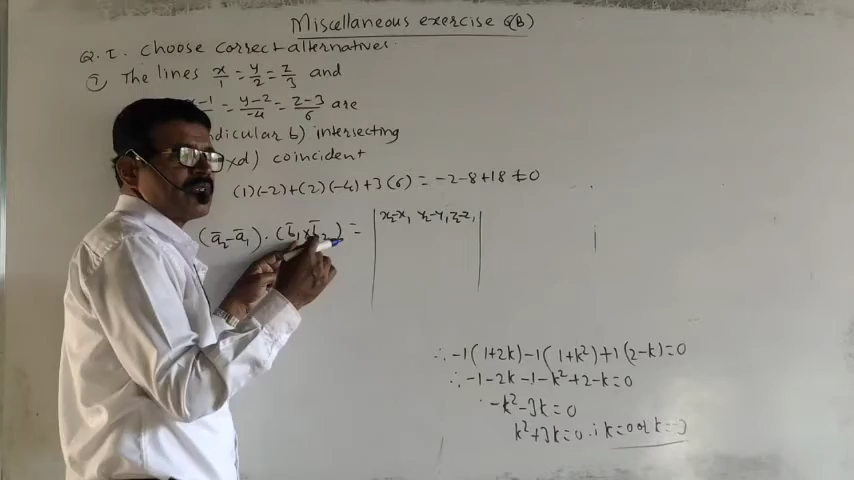 Miscellaneous exercise Q(B)
Q.I. Choose correct alternatives.
7) The lines x/1 = y/2 = z/3 and
x-1/ = y-2/-4 = z-3/6 are
dicular b) intersecting
d) coincident
(1)(-2)+(2)(-4)+3(6) = -2-8+18 ≠0
(a̅₂-a̅₁)·(b̅₁×b̅₂) = | x₂-x₁ y₂-y₁ z₂-z₁ |
∴ -1(1+2k)-1(1+k²)+1(2-k)=0
∴ -1-2k-1-k²+2-k=0
-k²-3k=0
k²+3k=0 ∴ k=0 or k=-3